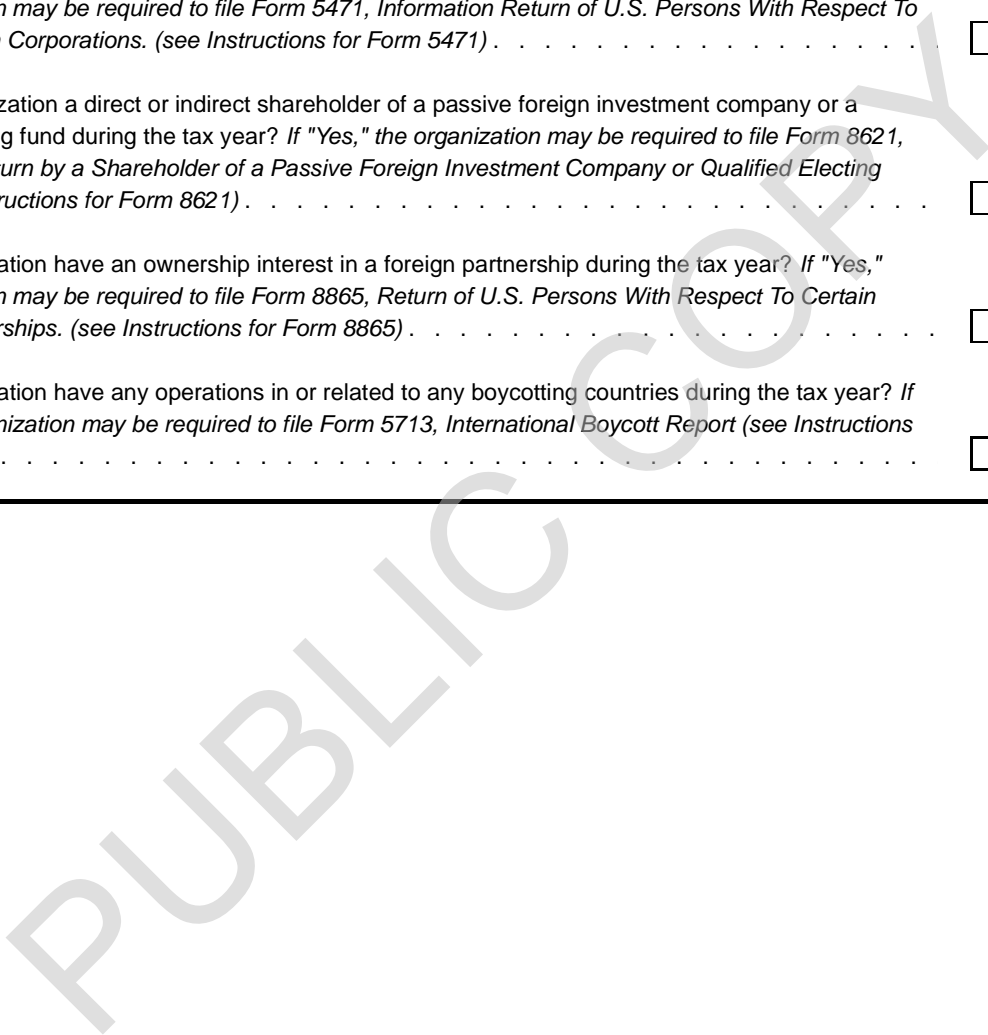 n may be required to file Form 5471, Information Return of U.S. Persons With Respect To
Corporations. (see Instructions for Form 5471) . . . . . . . . . . . . . . . . .
zation a direct or indirect shareholder of a passive foreign investment company or a
g fund during the tax year? If "Yes," the organization may be required to file Form 8621,
urn by a Shareholder of a Passive Foreign Investment Company or Qualified Electing
ructions for Form 8621) . . . . . . . . . . . . . . . . . . . . . . . . . . .
ation have an ownership interest in a foreign partnership during the tax year? If "Yes,"
n may be required to file Form 8865, Return of U.S. Persons With Respect To Certain
rships. (see Instructions for Form 8865) . . . . . . . . . . . . . . . . . . . . .
ation have any operations in or related to any boycotting countries during the tax year? If
nization may be required to file Form 5713, International Boycott Report (see Instructions
. . . . . . . . . . . . . . . . . . . . . . . . . . . . . . . . . . . .
PUBLIC COPY